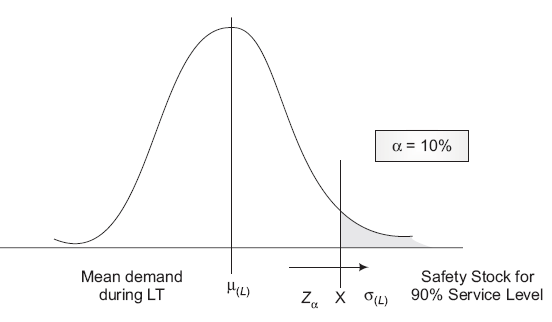 α = 10%
Mean demand
during LT
μ(L)
Zα X σ(L)
Safety Stock for
90% Service Level